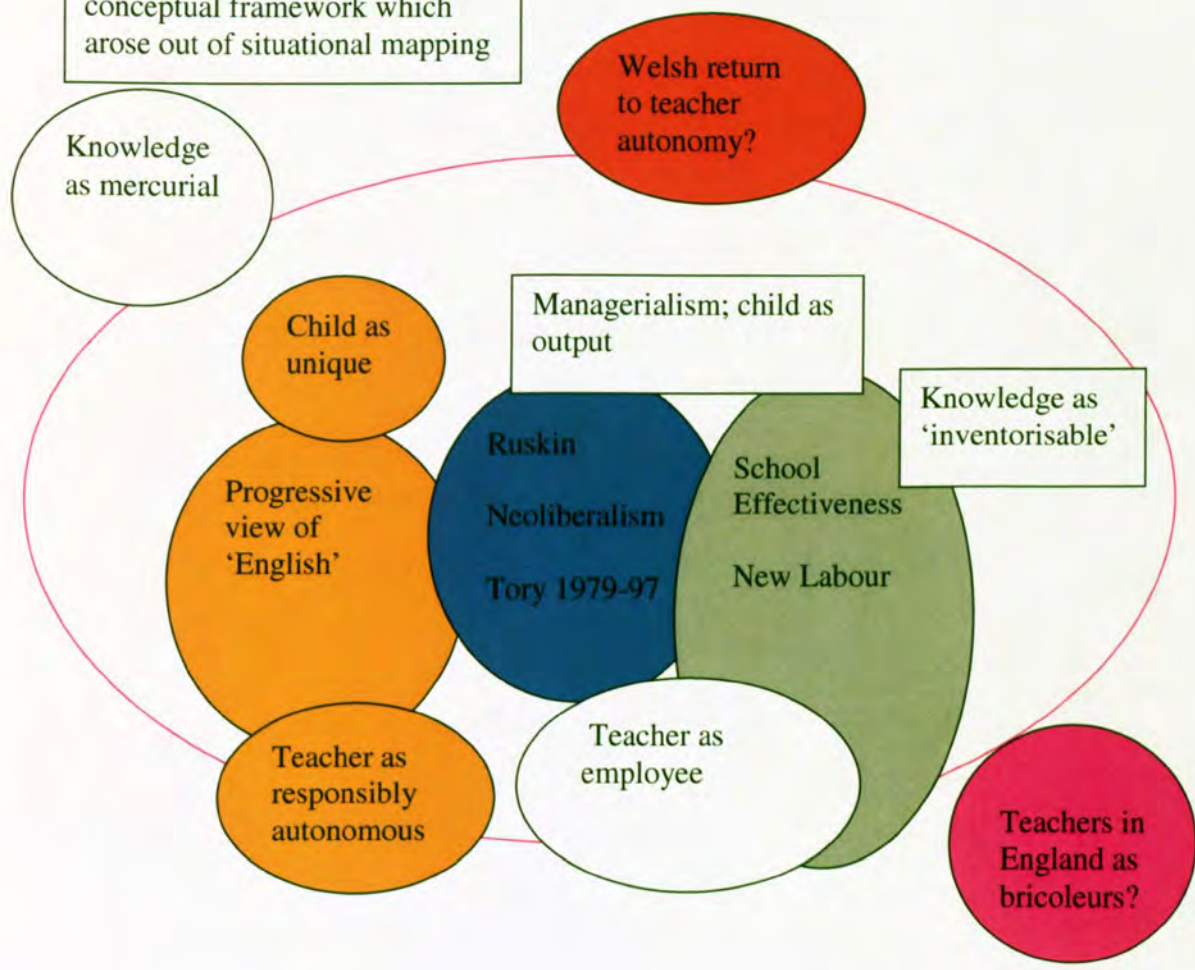 conceptual framework which
arose out of situational mapping
Welsh return
to teacher
autonomy?
Knowledge
as mercurial
Child as
unique
Managerialism; child as
output
Knowledge as
‘inventorisable’
Progressive
view of
‘English’
Ruskin
Neoliberalism
Tory 1979-97
School
Effectiveness
New Labour
Teacher as
responsibly
autonomous
Teacher as
employee
Teachers in
England as
bricoleurs?